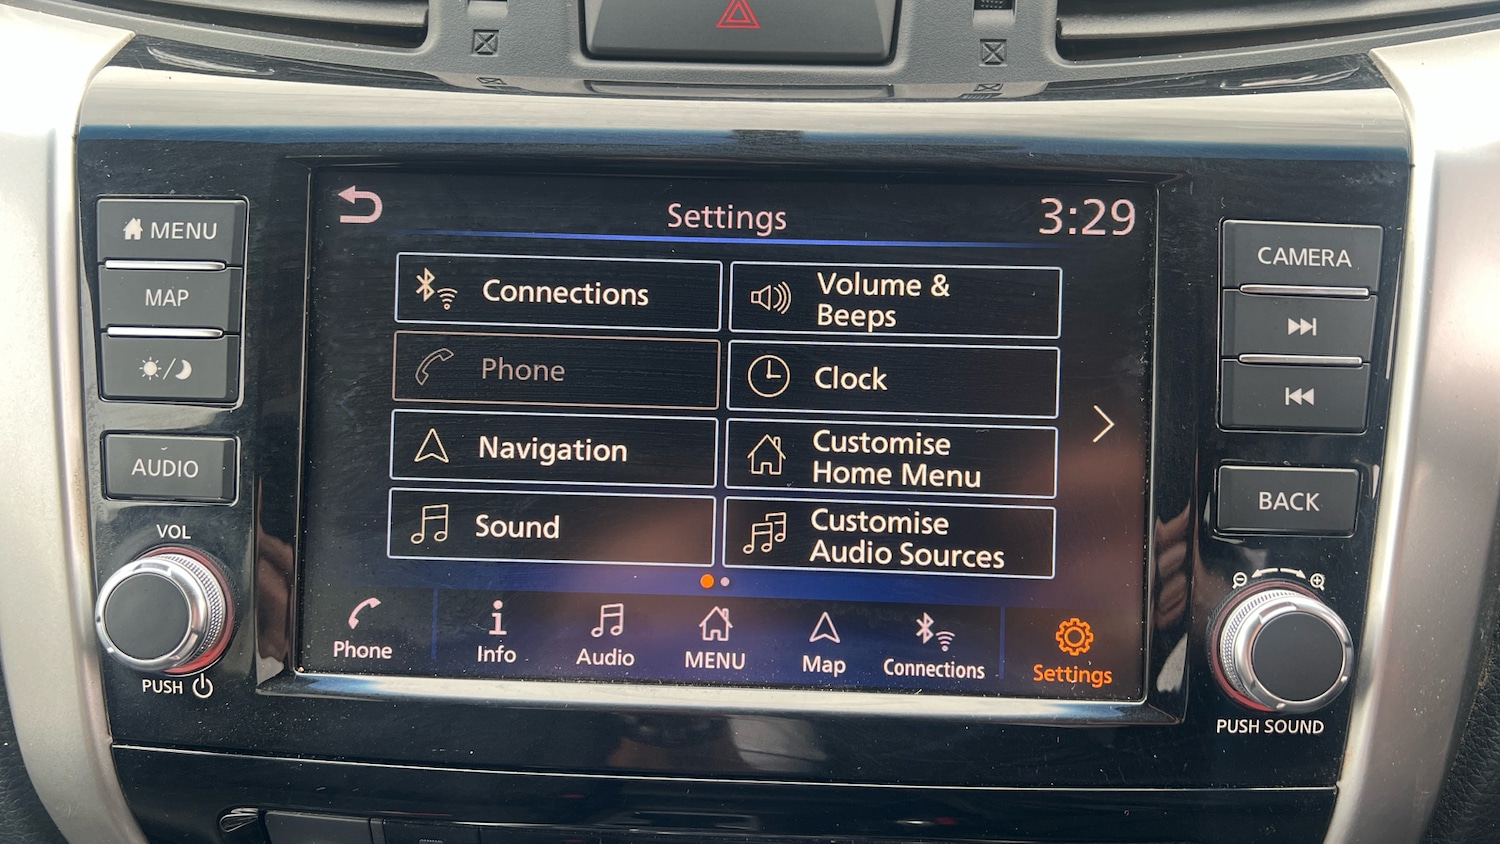 MENU
MAP
AUDIO
VOL
PUSH
Settings
3:29
Connections
Volume &
Beeps
Phone
Clock
Navigation
Customise
Home Menu
Sound
Customise
Audio Sources
Phone
Info
Audio
MENU
Map
Connections
Settings
CAMERA
BACK
PUSH SOUND